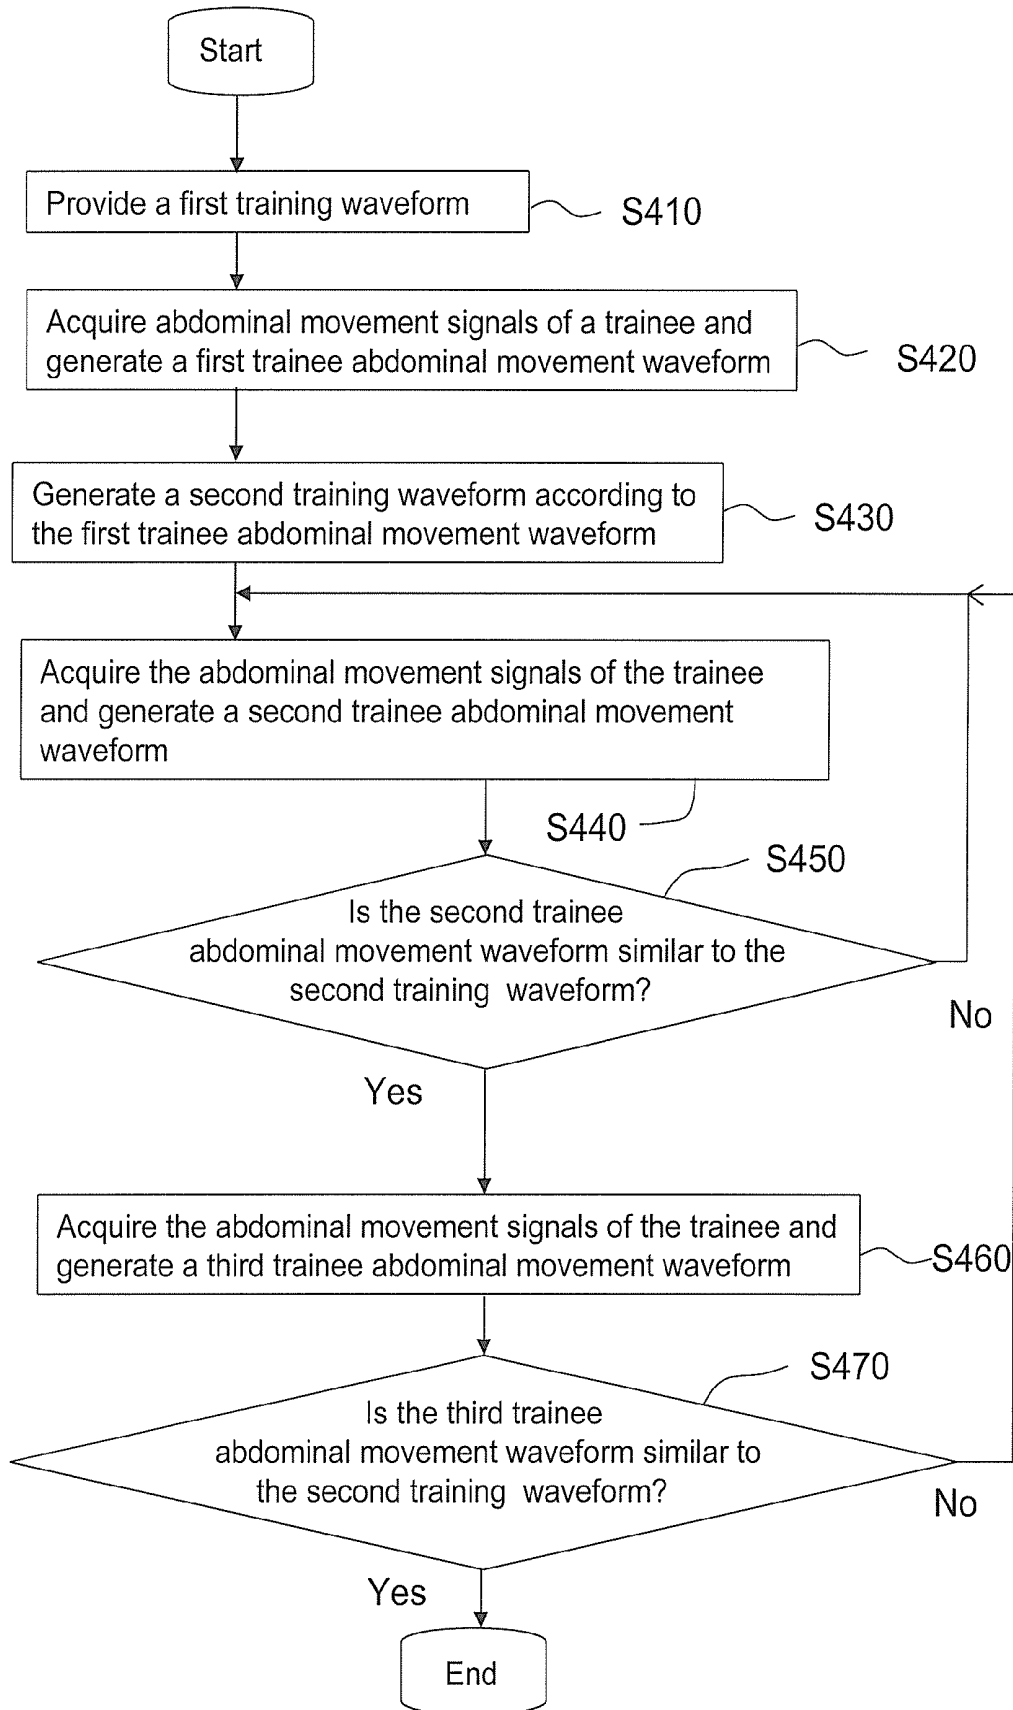 Start
Provide a first training waveform
S410
Acquire abdominal movement signals of a trainee and
generate a first trainee abdominal movement waveform
S420
Generate a second training waveform according to
the first trainee abdominal movement waveform
S430
Acquire the abdominal movement signals of the trainee
and generate a second trainee abdominal movement
waveform
S440
S450
Is the second trainee
abdominal movement waveform similar to the
second training waveform?
No
Yes
Acquire the abdominal movement signals of the trainee and
generate a third trainee abdominal movement waveform
S460
S470
Is the third trainee
abdominal movement waveform similar to
the second training waveform?
No
Yes
End